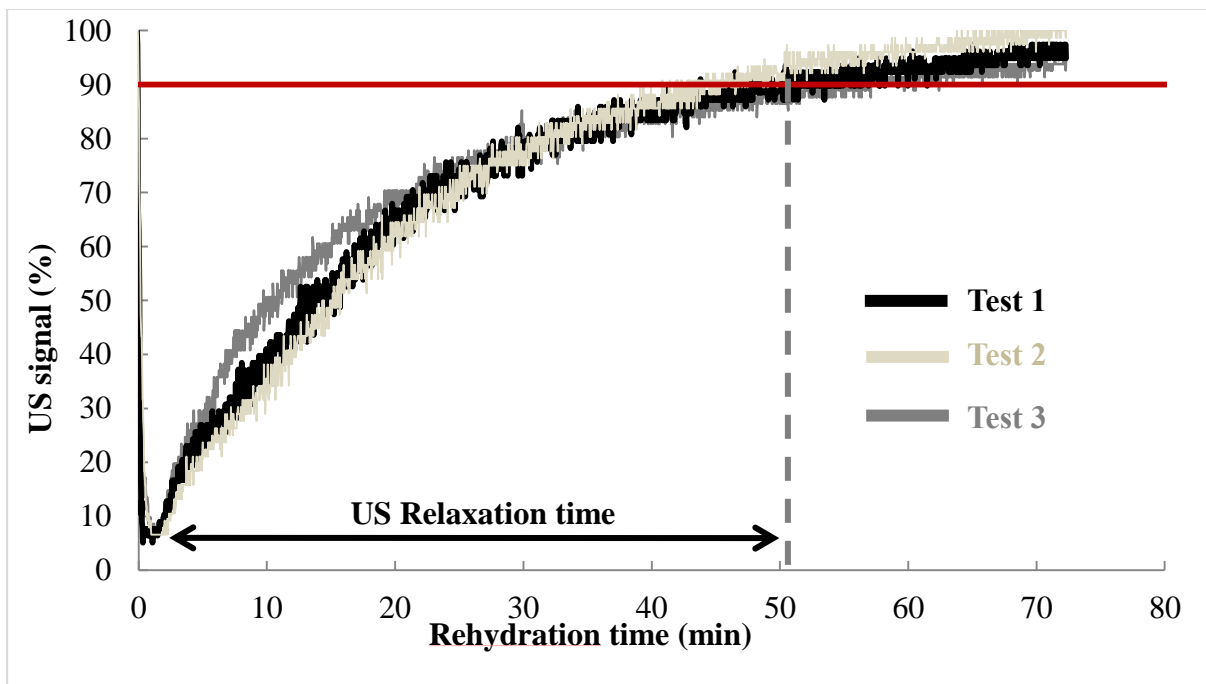 100
90
80
70
60
50
40
30
20
10
0
US signal (%)
Test 1
Test 2
Test 3
US Relaxation time
0 10 20 30 40 50 60 70 80
Rehydration time (min)